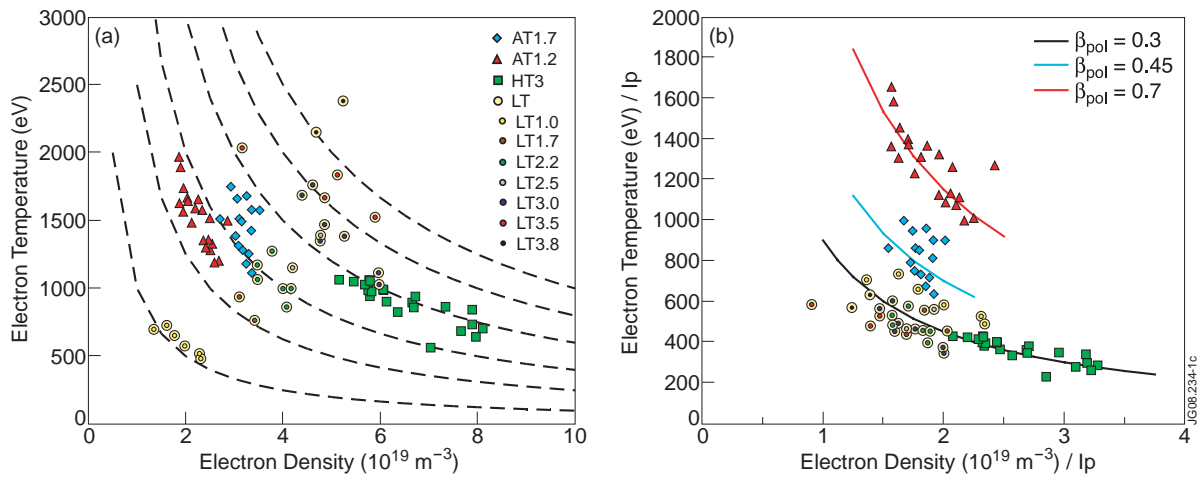 (a)
3000
2500
2000
1500
1000
500
0
Electron Temperature (eV)
0 2 4 6 8 10
Electron Density (10¹⁹ m⁻³)
AT1.7
AT1.2
HT3
LT
LT1.0
LT1.7
LT2.2
LT2.5
LT3.0
LT3.5
LT3.8
(b)
1800
1600
1400
1200
1000
800
600
400
200
0
Electron Temperature (eV) / Ip
0 1 2 3 4
Electron Density (10¹⁹ m⁻³) / Ip
βpol = 0.3
βpol = 0.45
βpol = 0.7
JG08.234-1c